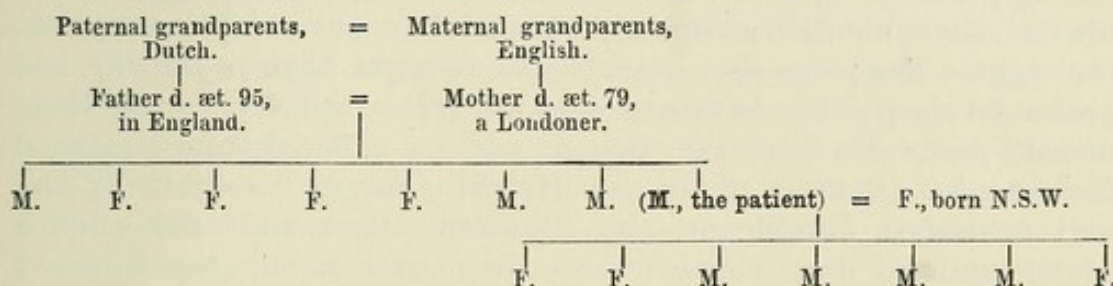 Paternal grandparents, = Maternal grandparents,
Dutch. English.
Father d. æt. 95, = Mother d. æt. 79,
in England. a Londoner.
M. F. F. F. F. M. M. (M., the patient) = F., born N.S.W.
F. F. M. M. M. M. F.